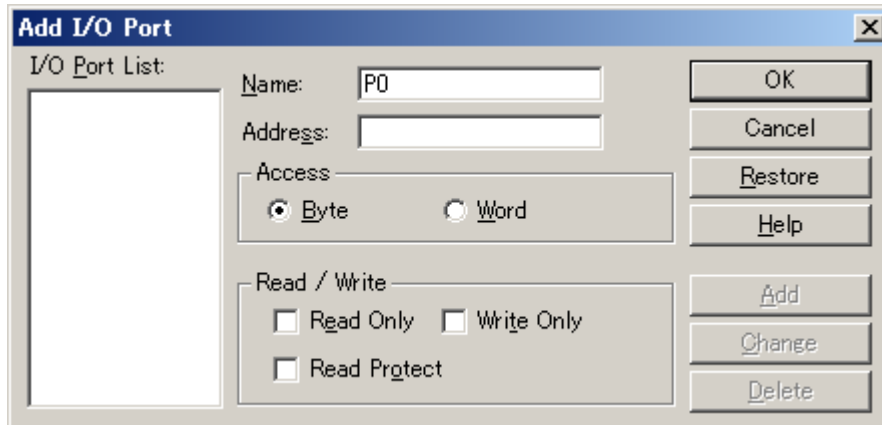 Add I/O Port
I/O Port List:
Name: P0
Address:
Access
Byte Word
Read / Write
Read Only Write Only
Read Protect
OK
Cancel
Restore
Help
Add
Change
Delete